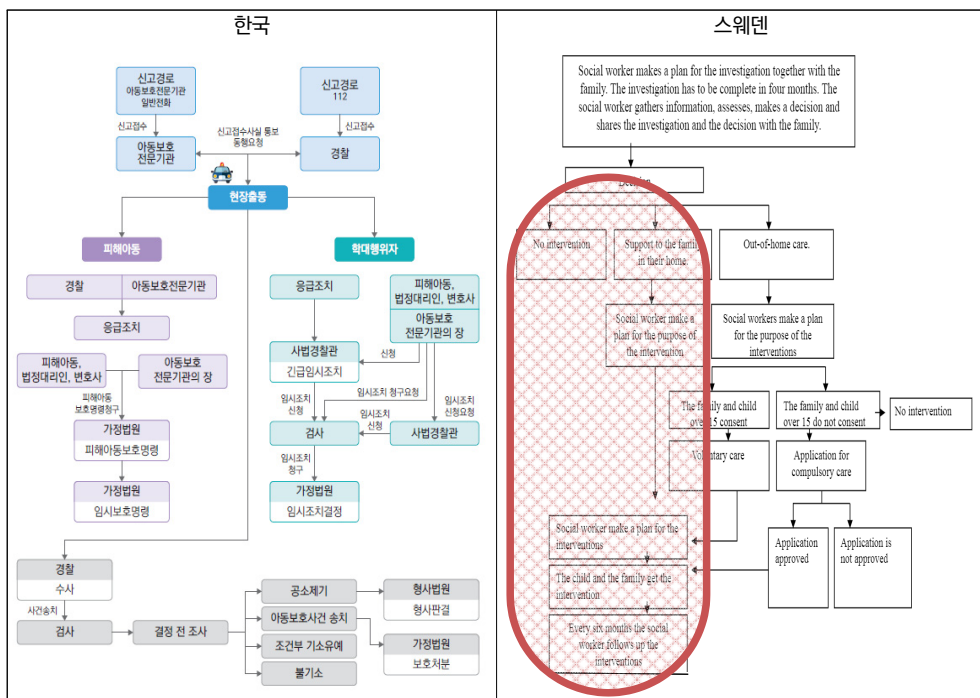 한국
신고경로
아동보호전문기관
일반전화
신고경로
112
신고접수
신고접수사실 통보
동행요청
신고접수
아동보호
전문기관
경찰
현장출동
피해아동
학대행위자
경찰
아동보호전문기관
응급조치
피해아동,
법정대리인, 변호사
아동보호
전문기관의 장
피해아동
보호명령청구
가정법원
피해아동보호명령
가정법원
임시보호명령
응급조치
피해아동,
법정대리인, 변호사
아동보호
전문기관의 장
사법경찰관
긴급임시조치
신청
임시조치
신청
임시조치 청구요청
임시조치
신청
임시조치
신청요청
검사
사법경찰관
임시조치
청구
가정법원
임시조치결정
경찰
수사
사건송치
검사
결정 전 조사
공소제기
아동보호사건 송치
조건부 기소유예
불기소
형사법원
형사판결
가정법원
보호처분
스웨덴
Social worker makes a plan for the investigation together with the
family. The investigation has to be complete in four months. The
social worker gathers information, assesses, makes a decision and
shares the investigation and the decision with the family.
Decision
No intervention
Support to the family
in their home.
Out-of-home care.
Social worker make a
plan for the purpose of
the intervention
Social workers make a plan
for the purpose of the
interventions
The family and child
over 15 consent
The family and child
over 15 do not consent
No intervention
Voluntary care
Application for
compulsory care
Social worker make a plan for the
interventions
Application
approved
Application is
not approved
The child and the family get the
intervention
Every six months the social
worker follows up the
interventions